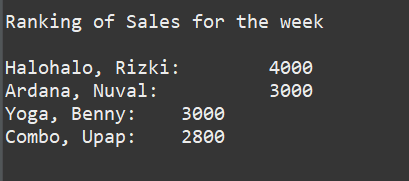 Ranking of Sales for the week
Halohalo, Rizki: 4000
Ardana, Nuval: 3000
Yoga, Benny: 3000
Combo, Upap: 2800